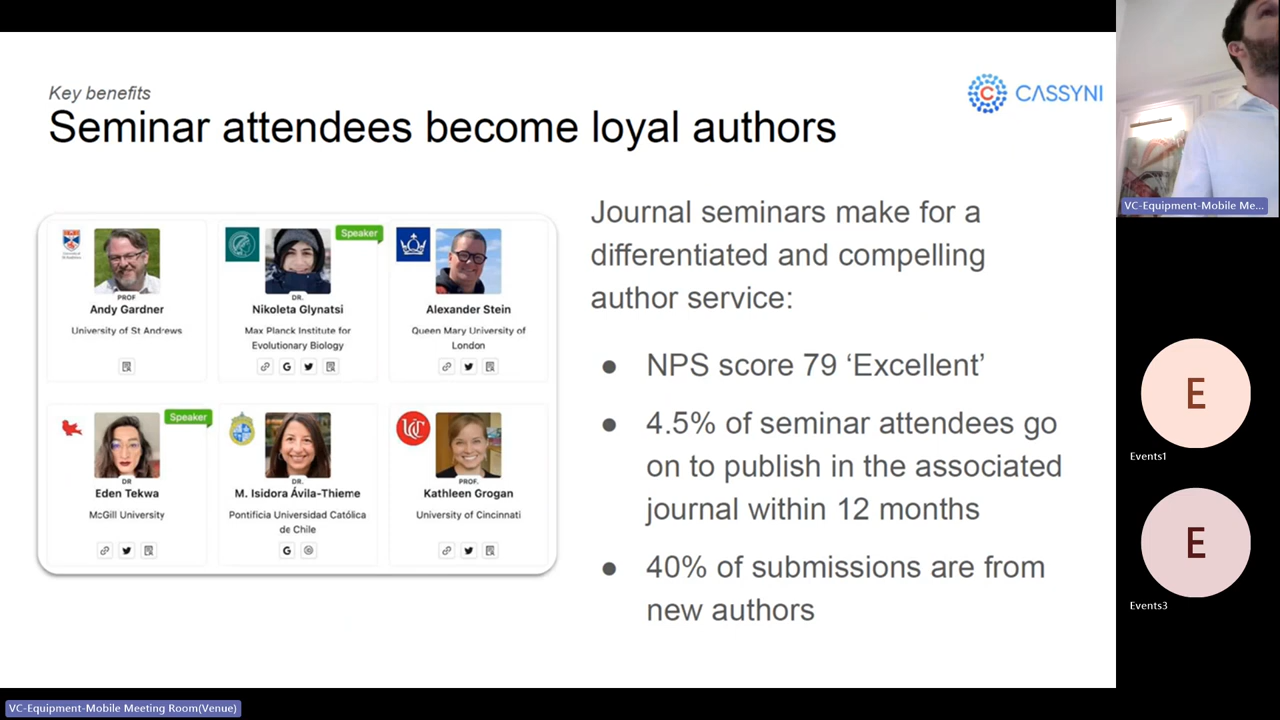 Key benefits
Seminar attendees become loyal authors
CASSYNI
Speaker
PROF
Andy Gardner
University of St Andrews
DR.
Nikoleta Glynatsi
Max Planck Institute for
Evolutionary Biology
Alexander Stein
Queen Mary University of
London
Speaker
DR
Eden Tekwa
McGill University
DR.
M. Isidora Ávila-Thieme
Pontificia Universidad Católica
de Chile
PROF.
Kathleen Grogan
University of Cincinnati
Journal seminars make for a
differentiated and compelling
author service:
NPS score 79 ‘Excellent’
4.5% of seminar attendees go
on to publish in the associated
journal within 12 months
40% of submissions are from
new authors
VC-Equipment-Mobile Me...
E
Events1
E
Events3
VC-Equipment-Mobile Meeting Room(Venue)